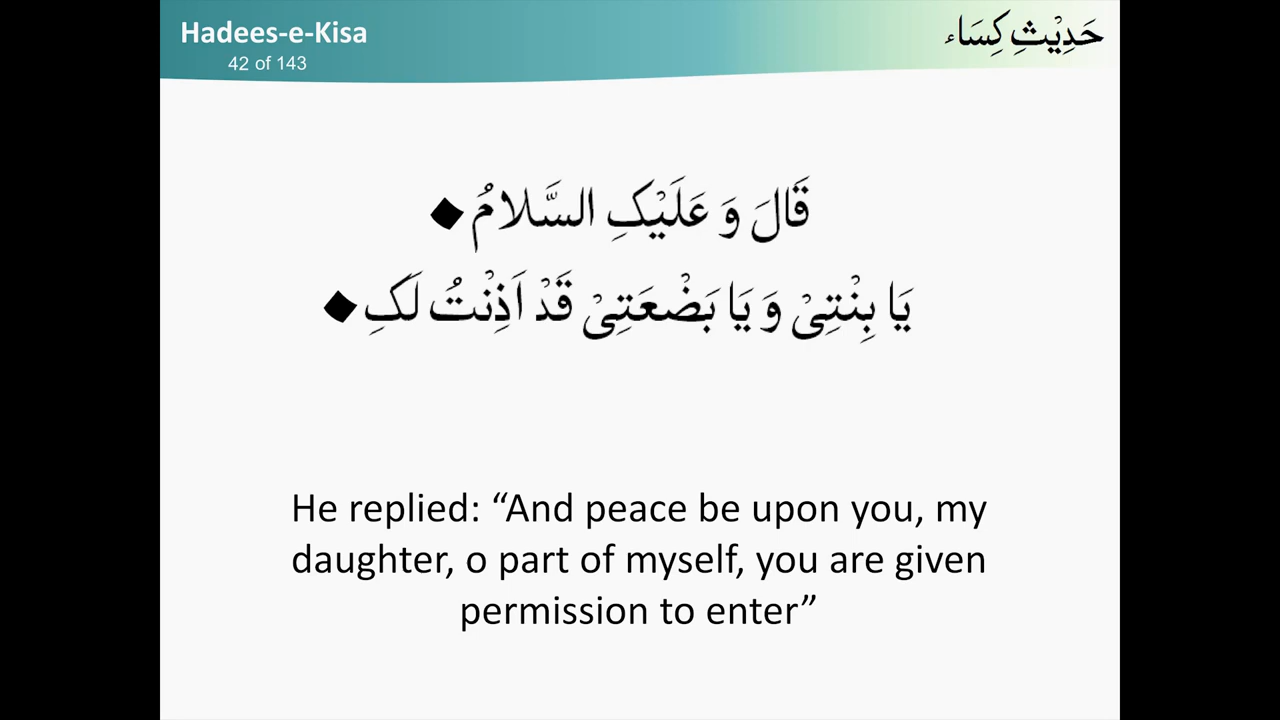 Hadees-e-Kisa
حَدِيْثِ كِسَاء
42 of 143
قَالَ وَ عَلَيْکِ السَّلَامُ ◆
يَا بِنْتِیْ وَ يَا بَضْعَتِیْ قَدْ اَذِنْتُ لَکِ ◆
He replied: “And peace be upon you, my
daughter, o part of myself, you are given
permission to enter”